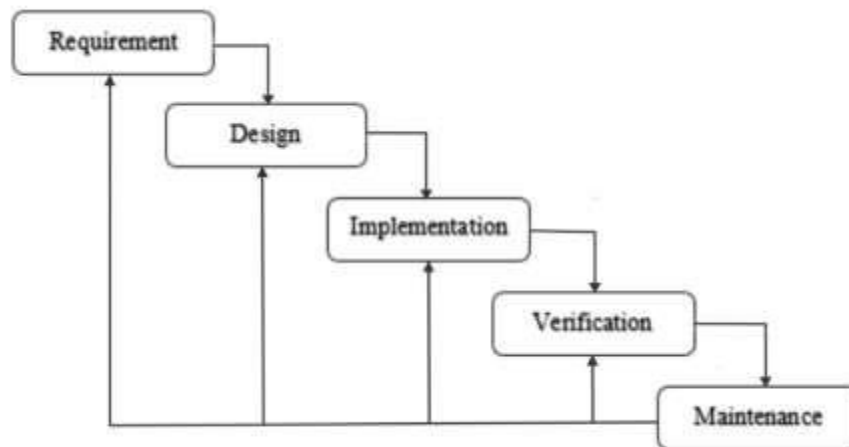 Requirement
Design
Implementation
Verification
Maintenance